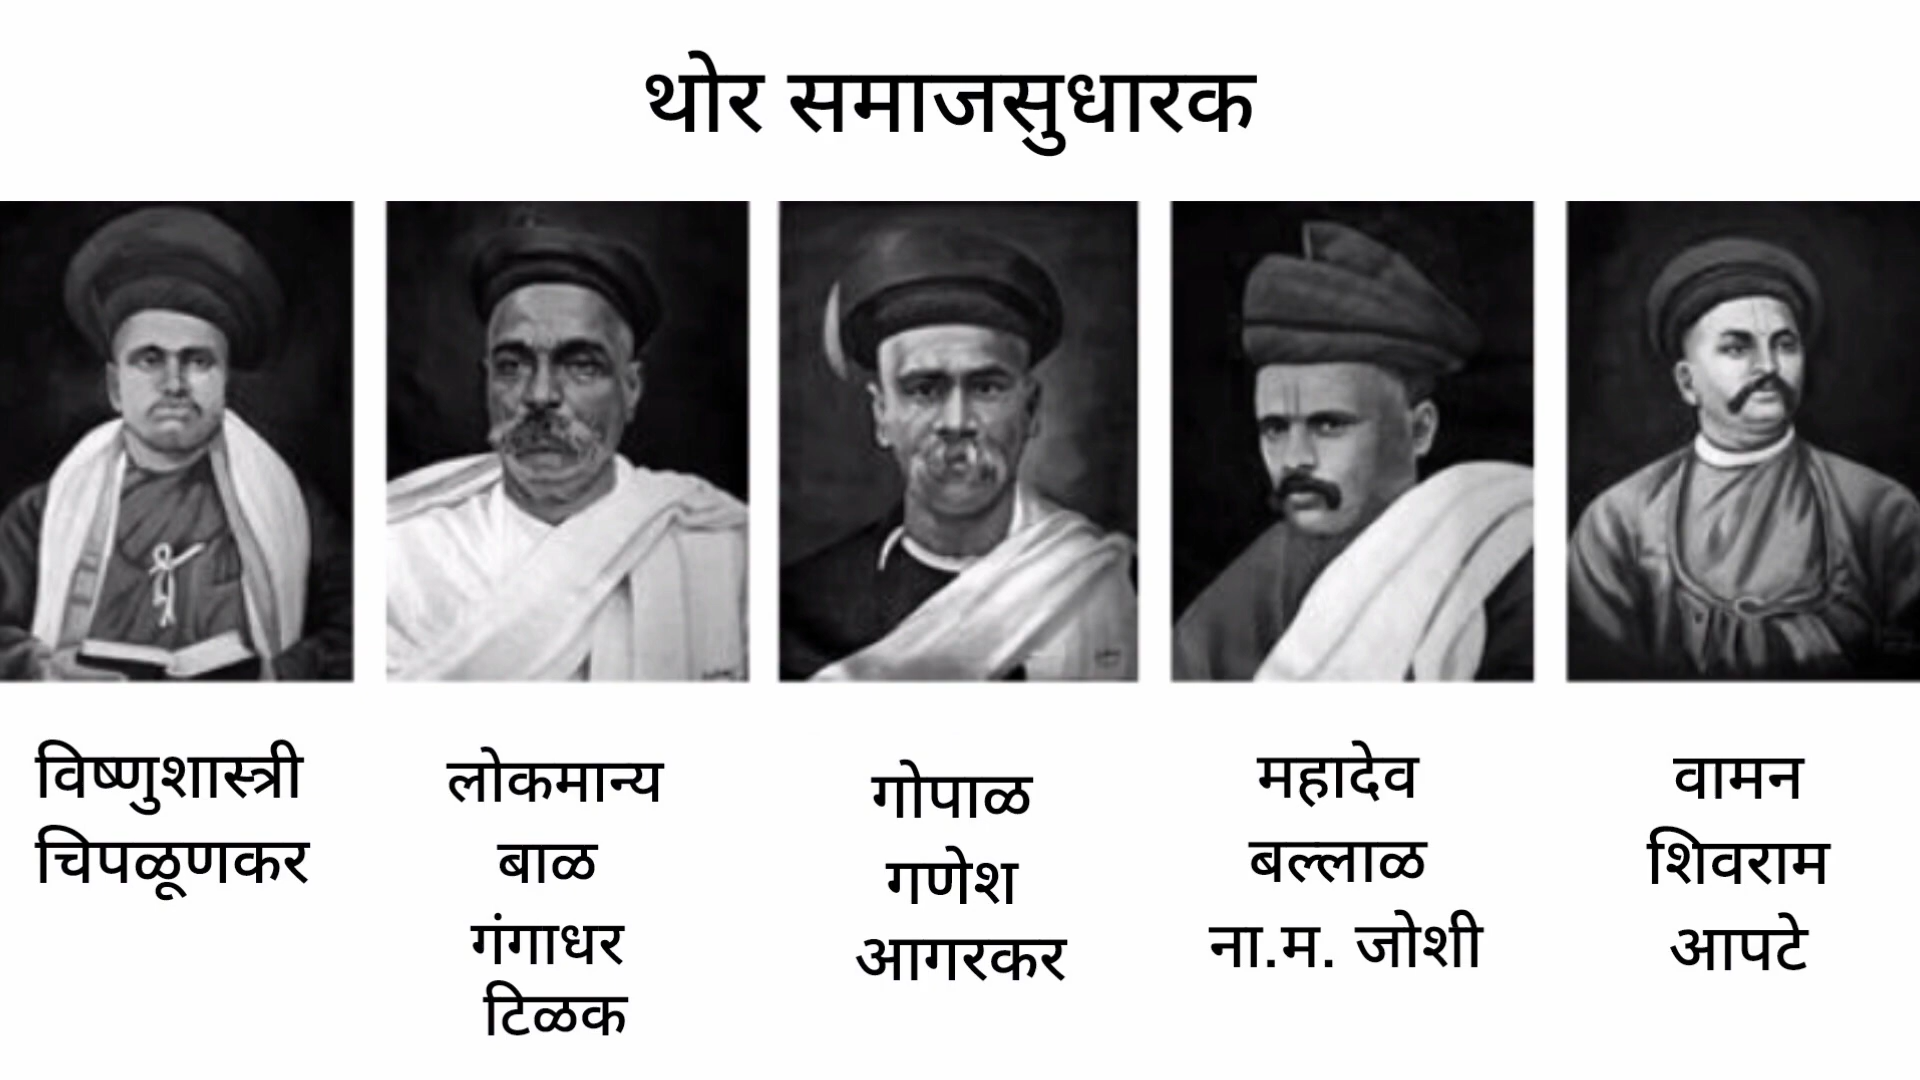 थोर समाजसुधारक
विष्णुशास्त्री
चिपळूणकर
लोकमान्य
बाळ
गंगाधर
टिळक
गोपाळ
गणेश
आगरकर
महादेव
बल्लाळ
ना.म. जोशी
वामन
शिवराम
आपटे